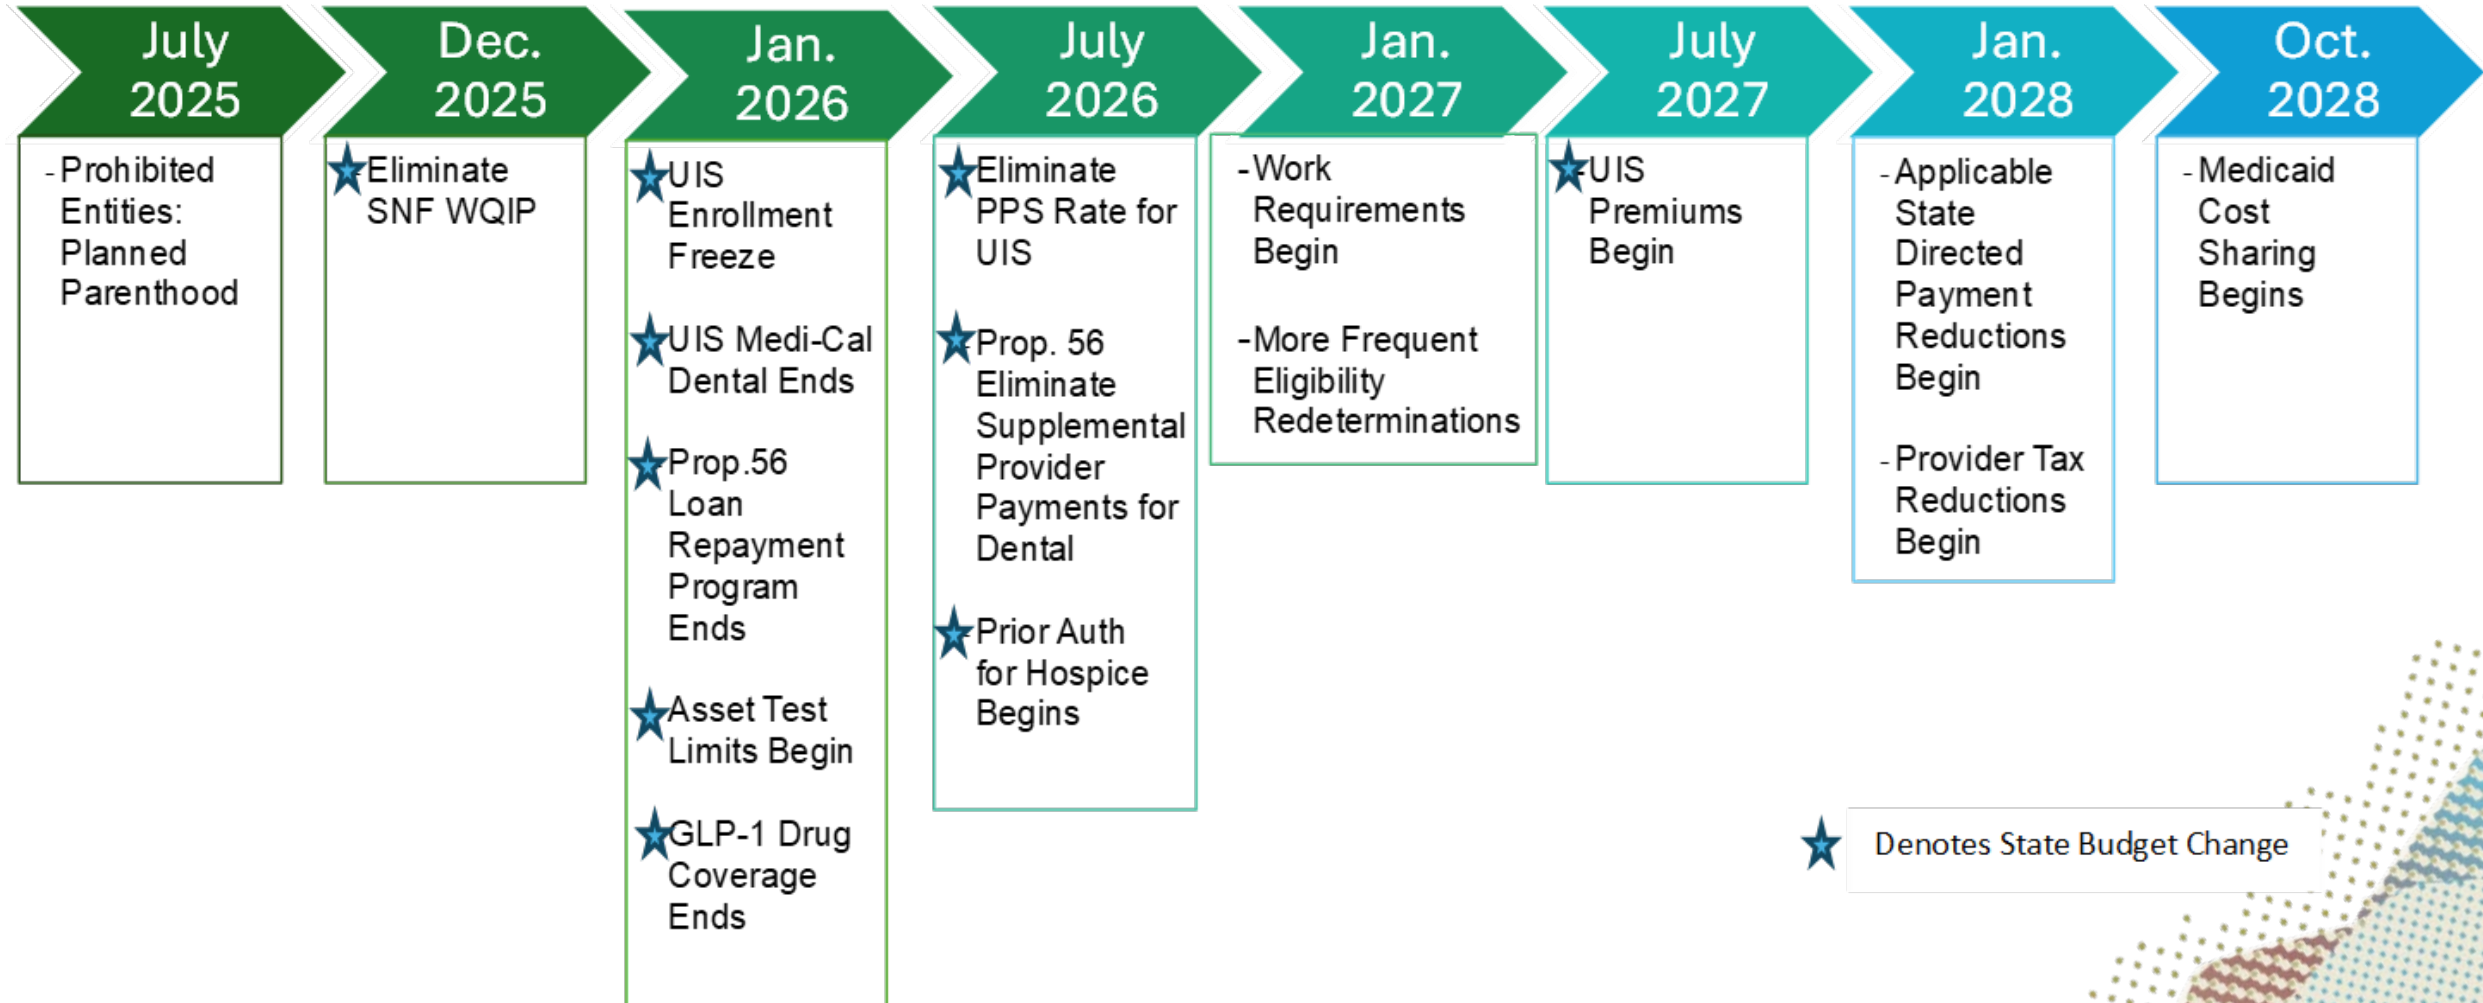 July
2025
- Prohibited
Entities:
Planned
Parenthood
Dec.
2025
Eliminate
SNF WQIP
Jan.
2026
UIS
Enrollment
Freeze
UIS Medi-Cal
Dental Ends
Prop.56
Loan
Repayment
Program
Ends
Asset Test
Limits Begin
GLP-1 Drug
Coverage
Ends
July
2026
Eliminate
PPS Rate for
UIS
Prop. 56
Eliminate
Supplemental
Provider
Payments for
Dental
Prior Auth
for Hospice
Begins
Jan.
2027
-Work
Requirements
Begin
-More Frequent
Eligibility
Redeterminations
July
2027
UIS
Premiums
Begin
Jan.
2028
- Applicable
State
Directed
Payment
Reductions
Begin
- Provider Tax
Reductions
Begin
Oct.
2028
- Medicaid
Cost
Sharing
Begins
Denotes State Budget Change